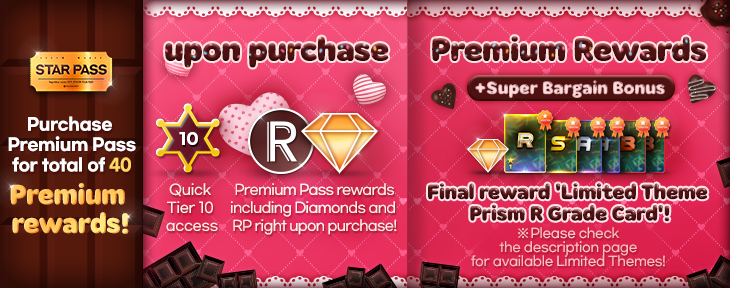 STAR PASS
Purchase
Premium Pass
for total of 40
Premium
rewards!
upon purchase
10
R
Quick
Tier 10
access
Premium Pass rewards
including Diamonds and
RP right upon purchase!
Premium Rewards
+Super Bargain Bonus
R S A A B B
Final reward 'Limited Theme
Prism R Grade Card'!
※Please check
the description page
for available Limited Themes!